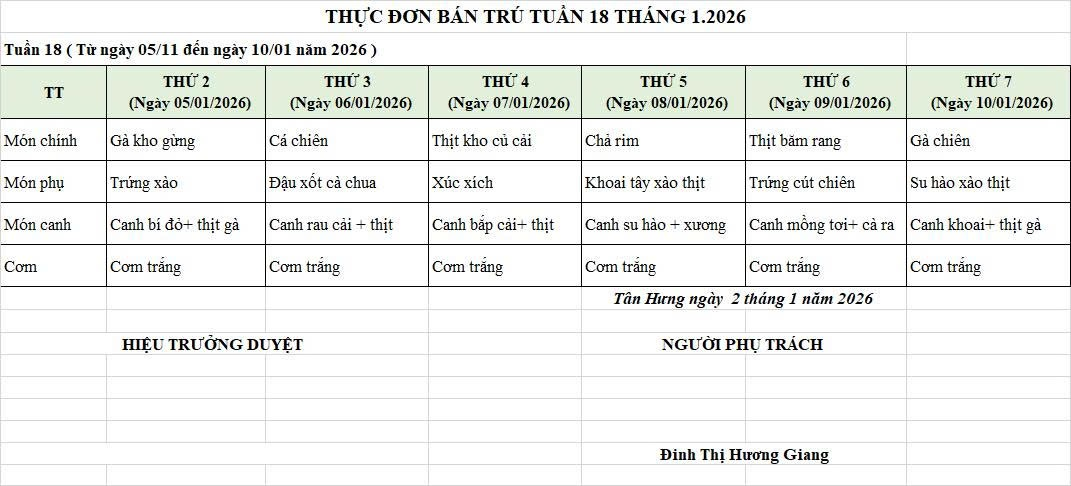 THỰC ĐƠN BÁN TRÚ TUẦN 18 THÁNG 1.2026
Tuần 18 ( Từ ngày 05/11 đến ngày 10/01 năm 2026 )
TT THỨ 2 (Ngày 05/01/2026) THỨ 3 (Ngày 06/01/2026) THỨ 4 (Ngày 07/01/2026) THỨ 5 (Ngày 08/01/2026) THỨ 6 (Ngày 09/01/2026) THỨ 7 (Ngày 10/01/2026)
Món chính Gà kho gừng Cá chiên Thịt kho củ cải Chả rim Thịt băm rang Gà chiên
Món phụ Trứng xào Đậu xốt cà chua Xúc xích Khoai tây xào thịt Trứng cút chiên Su hào xào thịt
Món canh Canh bí đỏ+ thịt gà Canh rau cải + thịt Canh bắp cải+ thịt Canh su hào + xương Canh mồng tơi+ cà ra Canh khoai+ thịt gà
Cơm Cơm trắng Cơm trắng Cơm trắng Cơm trắng Cơm trắng Cơm trắng
Tân Hưng ngày 2 tháng 1 năm 2026
HIỆU TRƯỞNG DUYỆT NGƯỜI PHỤ TRÁCH
Đinh Thị Hương Giang